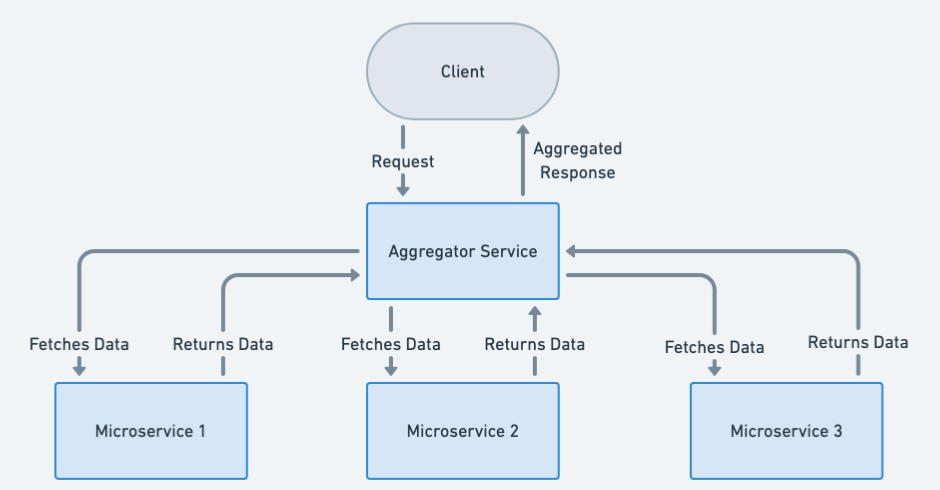 Client
Request
Aggregated
Response
Aggregator Service
Fetches Data
Returns Data
Fetches Data
Returns Data
Fetches Data
Returns Data
Microservice 1
Microservice 2
Microservice 3